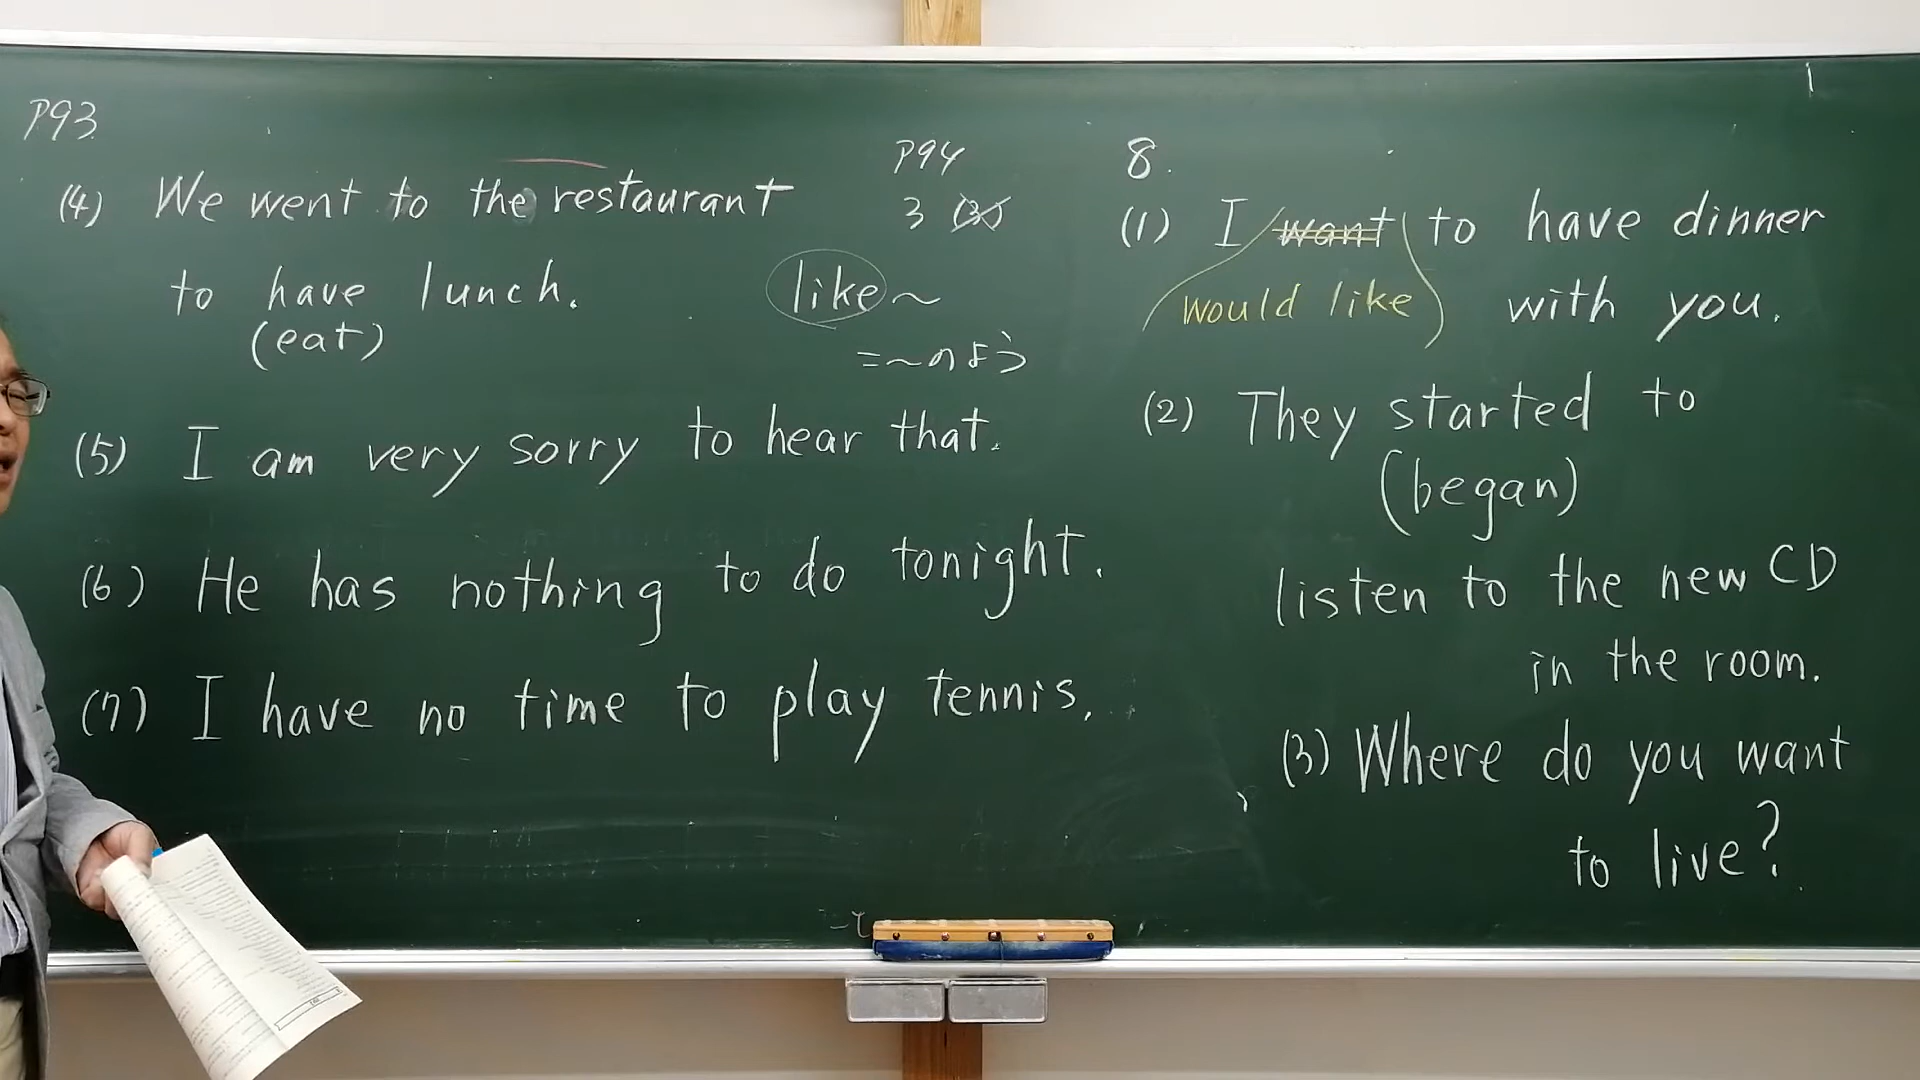 P93
(4) We went to the restaurant
to have lunch.
(eat)
(5) I am very sorry to hear that.
(6) He has nothing to do tonight.
(7) I have no time to play tennis.
P94
3 (3)
like〜
=〜のよう
8.
(1) I want to have dinner
would like with you.
(2) They started to
(began)
listen to the new CD
in the room.
(3) Where do you want
to live?